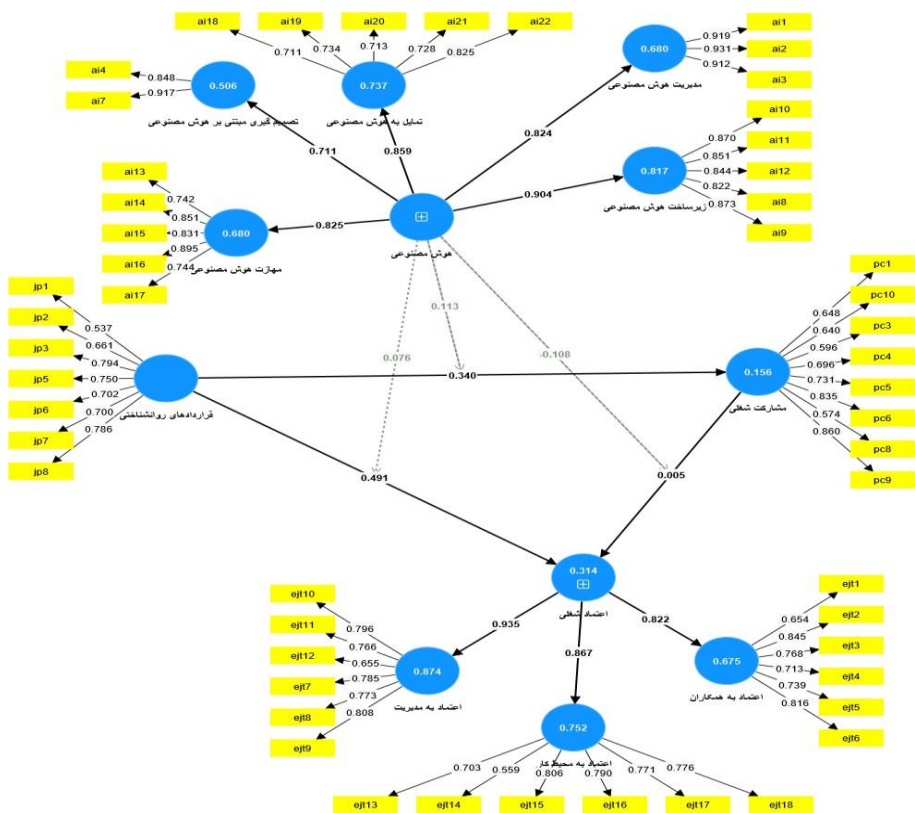 ai18
ai19
ai20
ai21
ai22
0.711
0.734
0.713
0.728
0.825
0.737
تمایل به هوش مصنوعی
ai4
ai7
0.848
0.917
0.506
تصمیم گیری مبتنی بر هوش مصنوعی
ai1
ai2
ai3
0.919
0.931
0.912
0.680
مدیریت هوش مصنوعی
ai10
ai11
ai12
ai8
ai9
0.870
0.851
0.844
0.822
0.873
0.817
زیرساخت هوش مصنوعی
0.711
0.859
0.824
0.904
0.825
هوش مصنوعی
ai13
ai14
ai15
ai16
ai17
0.742
0.851
0.831
0.895
0.744
0.680
مهازت هوش مصنوعی
0.076
0.113
-0.108
jp1
jp2
jp3
jp5
jp6
jp7
jp8
0.537
0.661
0.794
0.750
0.702
0.700
0.786
قراردادهای روانشناختی
0.340
0.491
0.005
pc1
pc10
pc3
pc4
pc5
pc6
pc8
pc9
0.648
0.640
0.596
0.696
0.731
0.835
0.574
0.860
0.156
مشارکت شغلی
0.314
اعتماد شغلی
0.935
0.867
0.822
ejt10
ejt11
ejt12
ejt7
ejt8
ejt9
0.796
0.766
0.655
0.785
0.773
0.808
0.874
اعتماد به مدیریت
ejt1
ejt2
ejt3
ejt4
ejt5
ejt6
0.654
0.845
0.768
0.713
0.739
0.816
0.675
اعتماد به همکاران
0.752
اعتماد به محیط کار
0.703
0.559
0.806
0.790
0.771
0.776
ejt13
ejt14
ejt15
ejt16
ejt17
ejt18